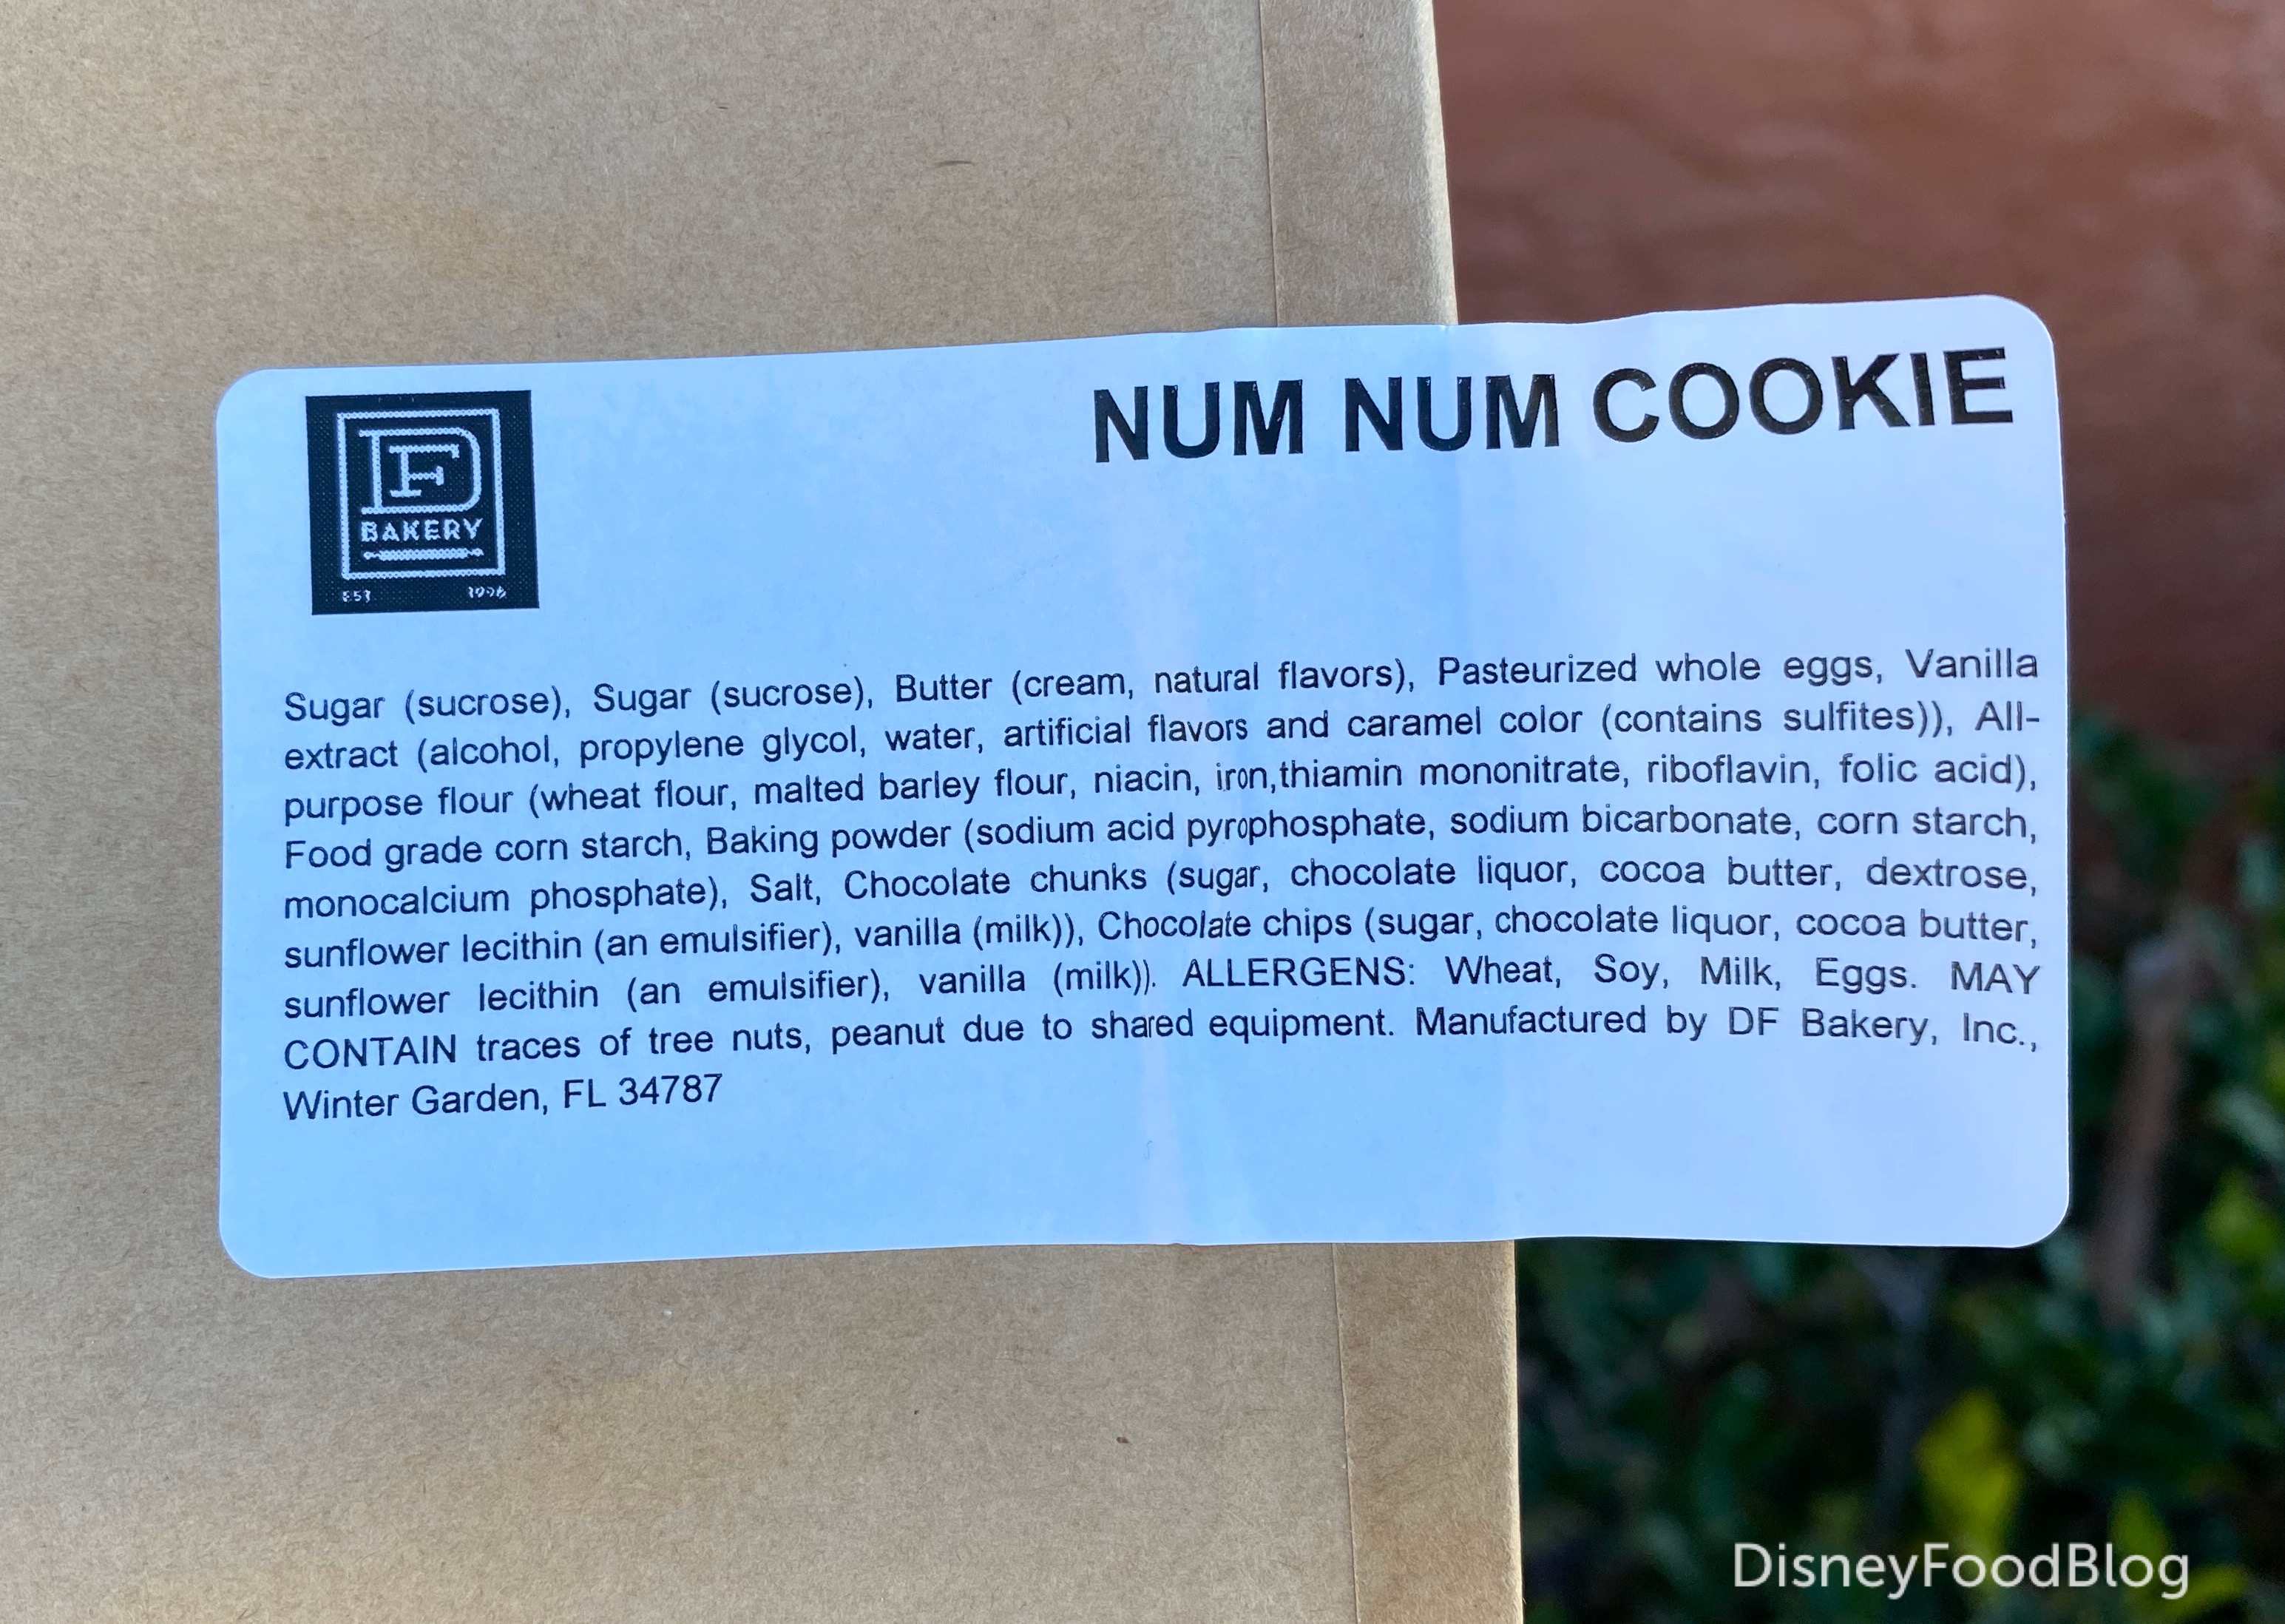 NUM NUM COOKIE
DF
BAKERY
EST 1996
Sugar (sucrose), Sugar (sucrose), Butter (cream, natural flavors), Pasteurized whole eggs, Vanilla
extract (alcohol, propylene glycol, water, artificial flavors and caramel color (contains sulfites)), All-
purpose flour (wheat flour, malted barley flour, niacin, iron,thiamin mononitrate, riboflavin, folic acid),
Food grade corn starch, Baking powder (sodium acid pyrophosphate, sodium bicarbonate, corn starch,
monocalcium phosphate), Salt, Chocolate chunks (sugar, chocolate liquor, cocoa butter, dextrose,
sunflower lecithin (an emulsifier), vanilla (milk)), Chocolate chips (sugar, chocolate liquor, cocoa butter,
sunflower lecithin (an emulsifier), vanilla (milk)). ALLERGENS: Wheat, Soy, Milk, Eggs. MAY
CONTAIN traces of tree nuts, peanut due to shared equipment. Manufactured by DF Bakery, Inc.,
Winter Garden, FL 34787
DisneyFoodBlog